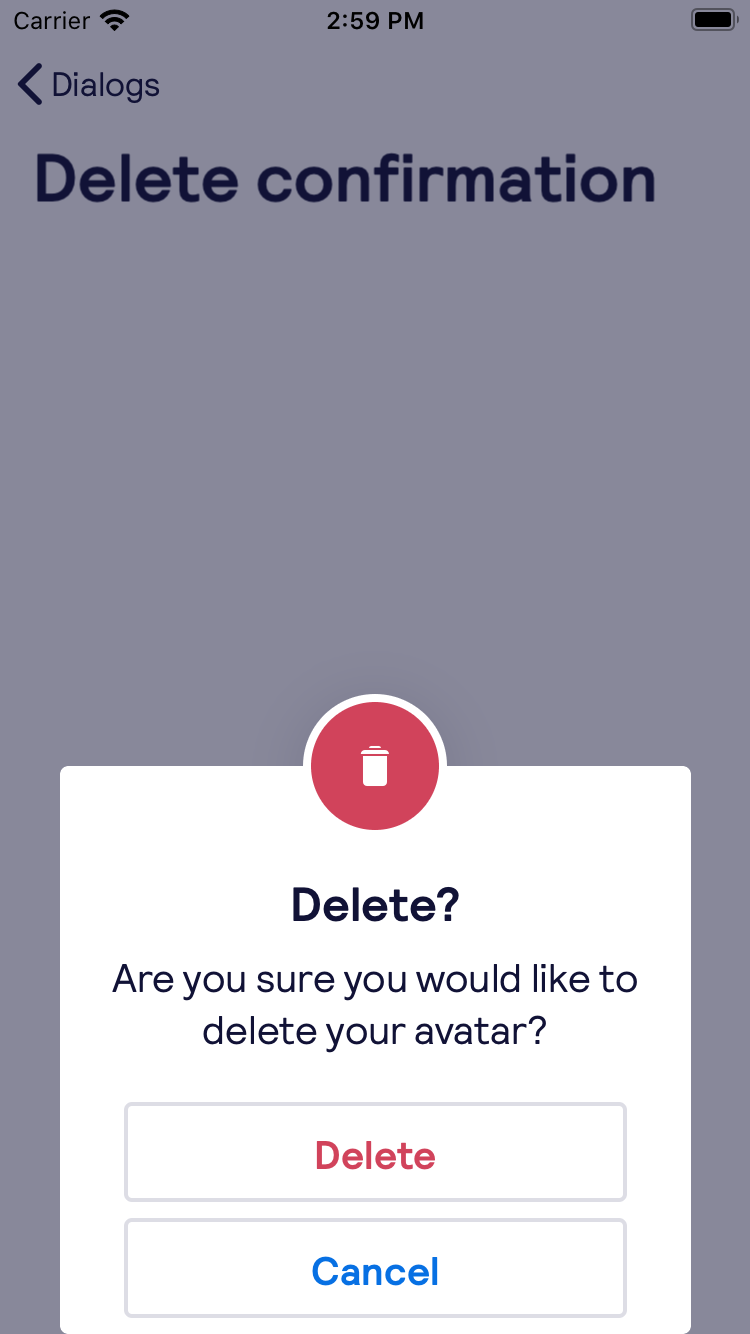 Carrier 2:59 PM
Dialogs
Delete confirmation
Delete?
Are you sure you would like to
delete your avatar?
Delete
Cancel